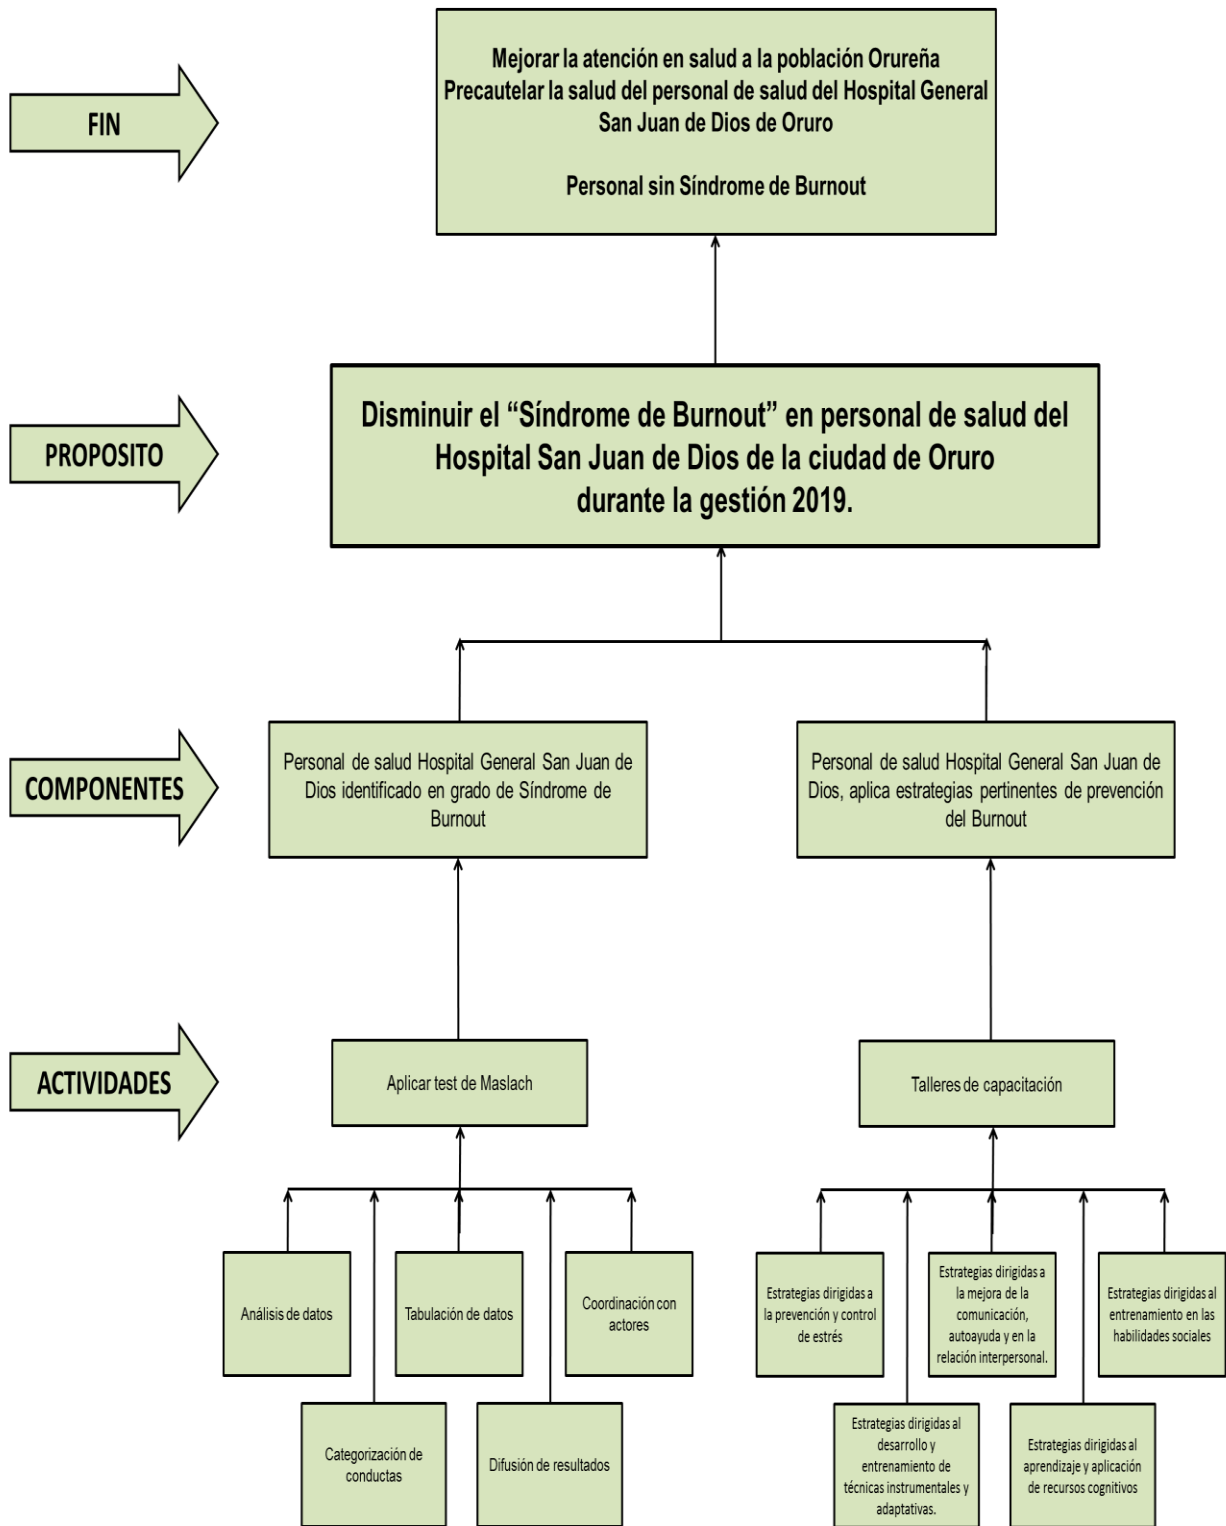 FIN
Mejorar la atención en salud a la población Orureña
Precautelar la salud del personal de salud del Hospital General
San Juan de Dios de Oruro
Personal sin Síndrome de Burnout
PROPOSITO
Disminuir el “Síndrome de Burnout” en personal de salud del
Hospital San Juan de Dios de la ciudad de Oruro
durante la gestión 2019.
COMPONENTES
Personal de salud Hospital General San Juan de
Dios identificado en grado de Síndrome de
Burnout
Personal de salud Hospital General San Juan de
Dios, aplica estrategias pertinentes de prevención
del Burnout
ACTIVIDADES
Aplicar test de Maslach
Talleres de capacitación
Análisis de datos
Tabulación de datos
Coordinación con
actores
Estrategias dirigidas a
la prevención y control
de estrés
Estrategias dirigidas a
la mejora de la
comunicación,
autoayuda y en la
relación interpersonal.
Estrategias dirigidas al
entrenamiento en las
habilidades sociales
Categorización de
conductas
Difusión de resultados
Estrategias dirigidas al
desarrollo y
entrenamiento de
técnicas instrumentales y
adaptativas.
Estrategias dirigidas al
aprendizaje y aplicación
de recursos cognitivos